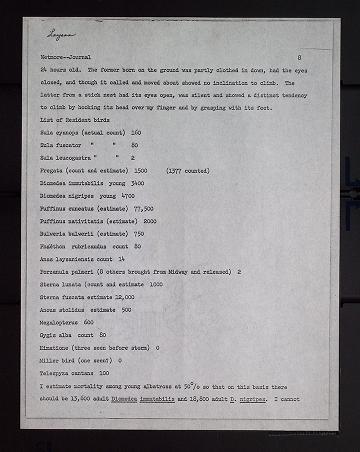 Laysan
Wetmore--Journal 8
24 hours old. The former born on the ground was partly clothed in down, had the eyes
closed, and though it called and moved about showed no inclination to climb. The
latter from a stick nest had its eyes open, was silent and showed a distinct tendency
to climb by hooking its head over my finger and by grasping with its feet.
List of Resident birds
Sula cyanops (actual count) 160
Sula fuscator " " 80
Sula leucogastra " " 2
Fregata (count and estimate) 1500 (1377 counted)
Diomedea immutabilis young 3400
Diomedea nigripes young 4700
Puffinus cuneatus (estimate) 77,500
Puffinus nativitatis (estimate) 2000
Bulweria bulwerii (estimate) 750
Phaëthon rubricaudus count 80
Anas laysanensis count 14
Porzanula palmeri (8 others brought from Midway and released) 2
Sterna lunata (count and estimate 1000
Sterna fuscata estimate 12,000
Anous stolidus estimate 500
Megalopterus 600
Gygis alba count 80
Himatione (three seen before storm) 0
Miller bird (one seen?) 0
Telespyza cantans 100
I estimate mortality among young albatross at 50°/o so that on this basis there
should be 13,600 adult Diomedea immutabilis and 18,800 adult D. nigripes. I cannot